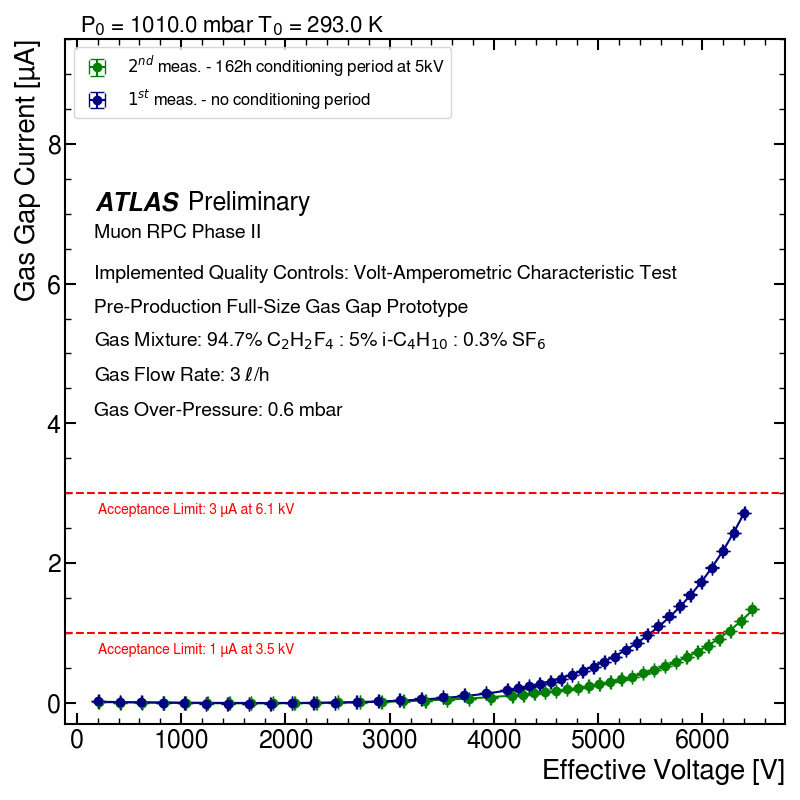 P₀ = 1010.0 mbar T₀ = 293.0 K
2ⁿᵈ meas. - 162h conditioning period at 5kV
1ˢᵗ meas. - no conditioning period
ATLAS Preliminary
Muon RPC Phase II
Implemented Quality Controls: Volt-Amperometric Characteristic Test
Pre-Production Full-Size Gas Gap Prototype
Gas Mixture: 94.7% C₂H₂F₄ : 5% i-C₄H₁₀ : 0.3% SF₆
Gas Flow Rate: 3 ℓ/h
Gas Over-Pressure: 0.6 mbar
Acceptance Limit: 3 μA at 6.1 kV
Acceptance Limit: 1 μA at 3.5 kV
Gas Gap Current [μA]
8
6
4
2
0
0 1000 2000 3000 4000 5000 6000
Effective Voltage [V]